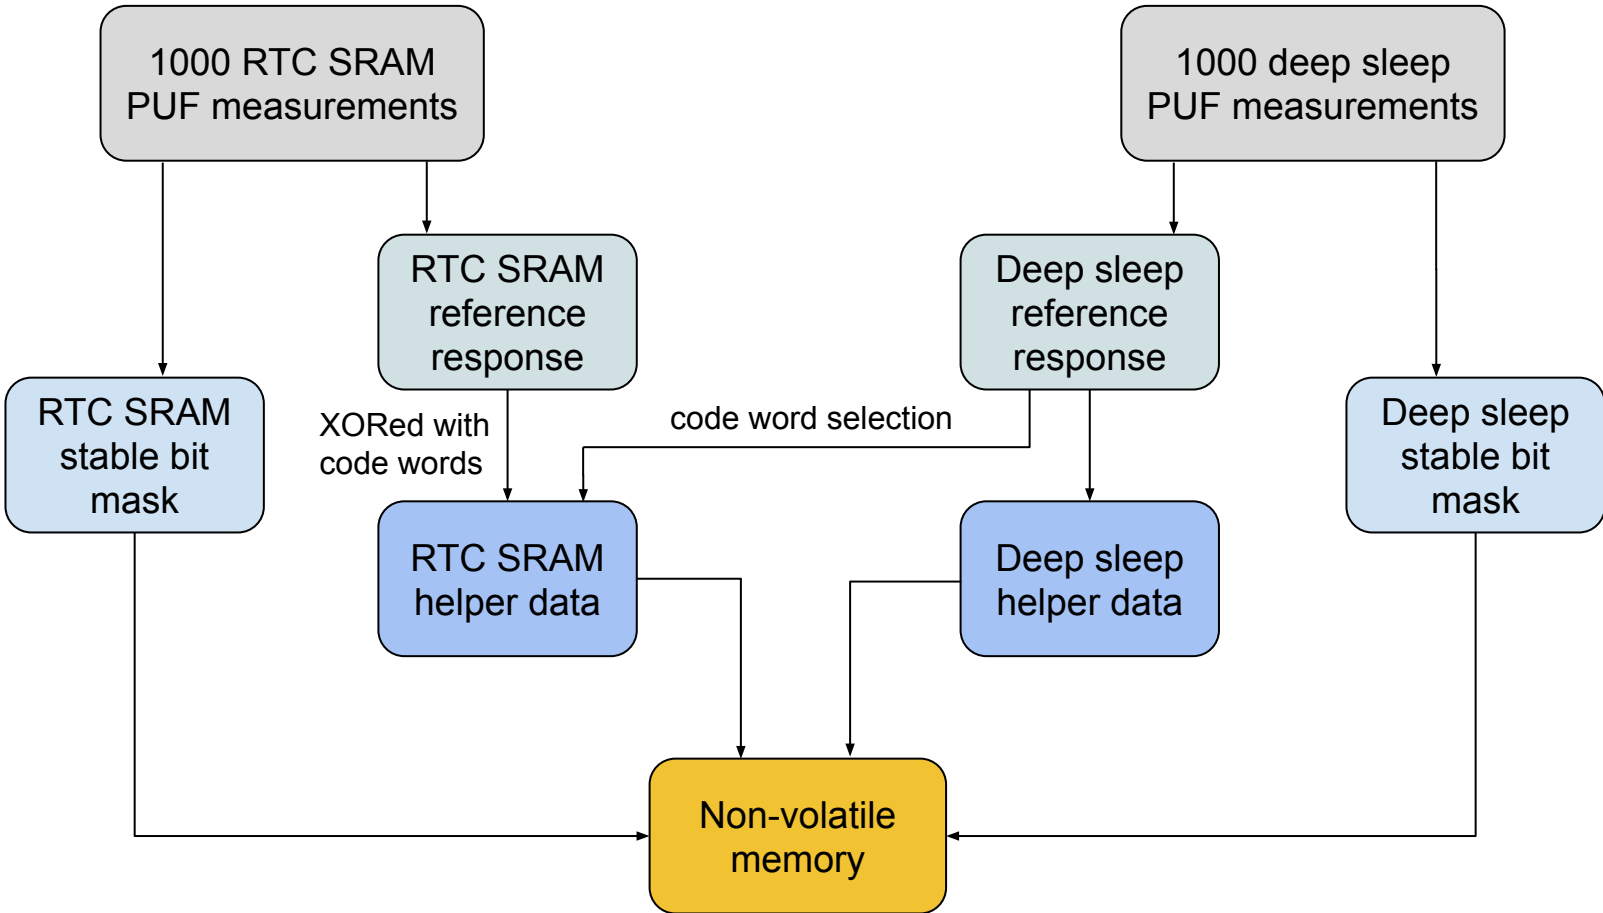 1000 RTC SRAM
PUF measurements
1000 deep sleep
PUF measurements
RTC SRAM
reference
response
Deep sleep
reference
response
RTC SRAM
stable bit
mask
XORed with
code words
code word selection
Deep sleep
stable bit
mask
RTC SRAM
helper data
Deep sleep
helper data
Non-volatile
memory